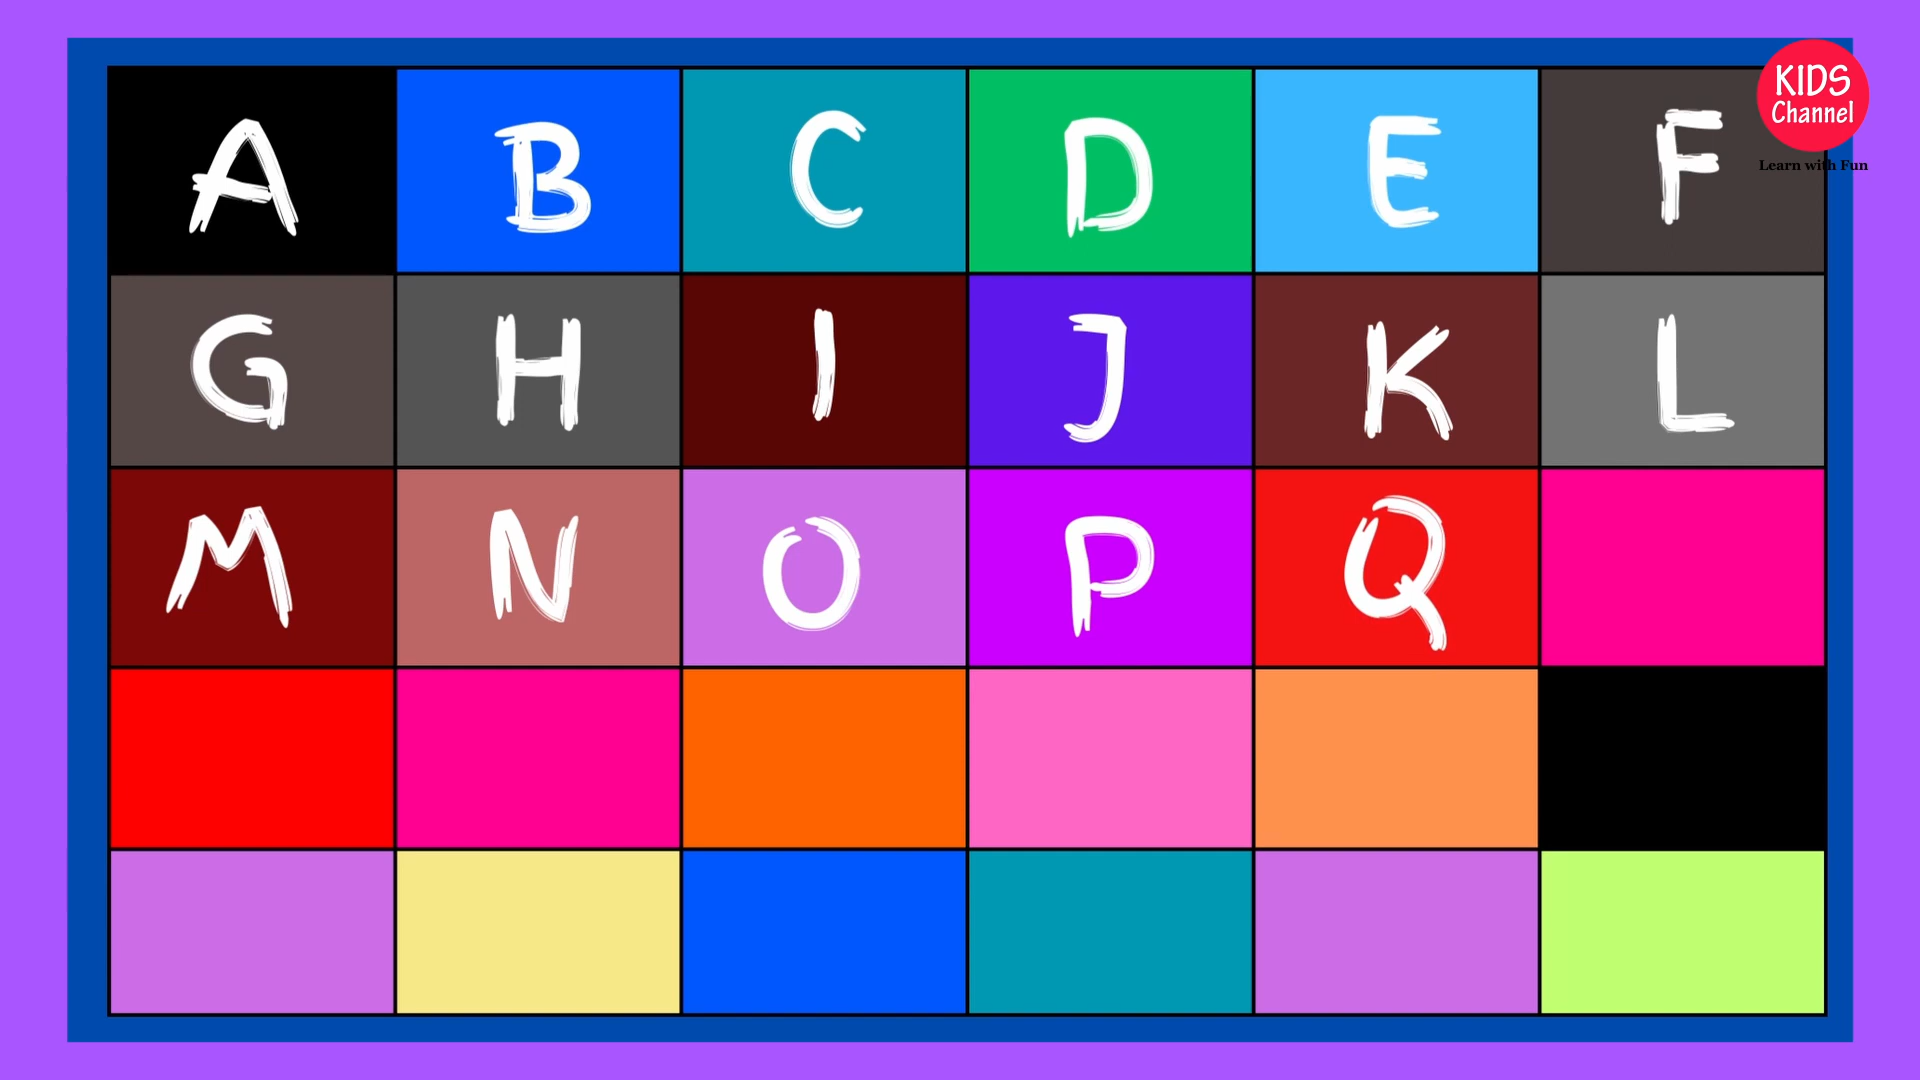 A B C D E F
KIDS
Channel
Learn with Fun
G H I J K L
M N O P Q